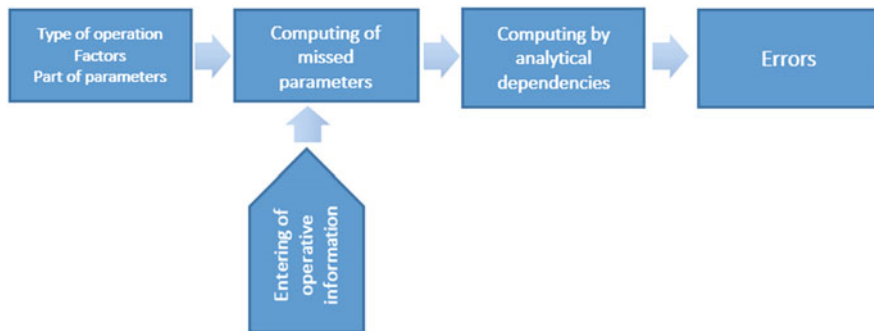 Type of operation
Factors
Part of parameters
Computing of
missed
parameters
Computing by
analytical
dependencies
Errors
Entering of
operative
information